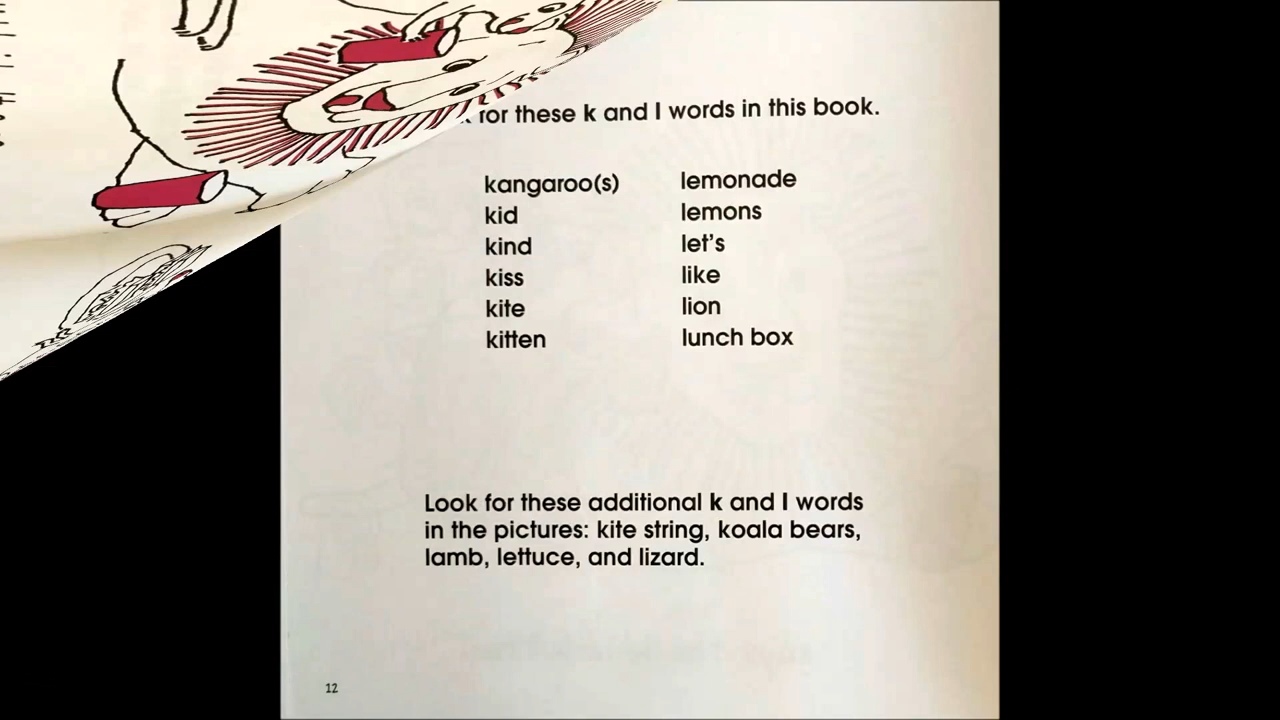 for these k and l words in this book.
kangaroo(s)
kid
kind
kiss
kite
kitten
lemonade
lemons
let's
like
lion
lunch box
Look for these additional k and l words
in the pictures: kite string, koala bears,
lamb, lettuce, and lizard.
12